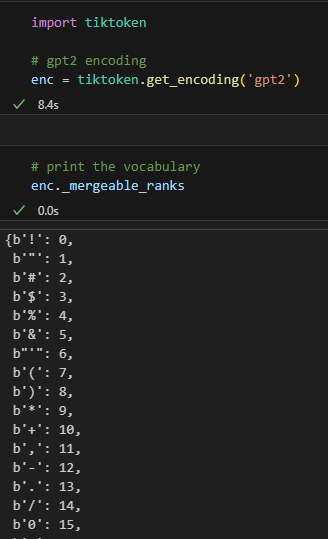 import tiktoken
# gpt2 encoding
enc = tiktoken.get_encoding('gpt2')
✓ 8.4s
# print the vocabulary
enc._mergeable_ranks
✓ 0.0s
{b'!': 0,
b'"': 1,
b'#': 2,
b'$': 3,
b'%': 4,
b'&': 5,
b"'": 6,
b'(': 7,
b')': 8,
b'*': 9,
b'+': 10,
b',': 11,
b'-': 12,
b'.': 13,
b'/': 14,
b'0': 15,